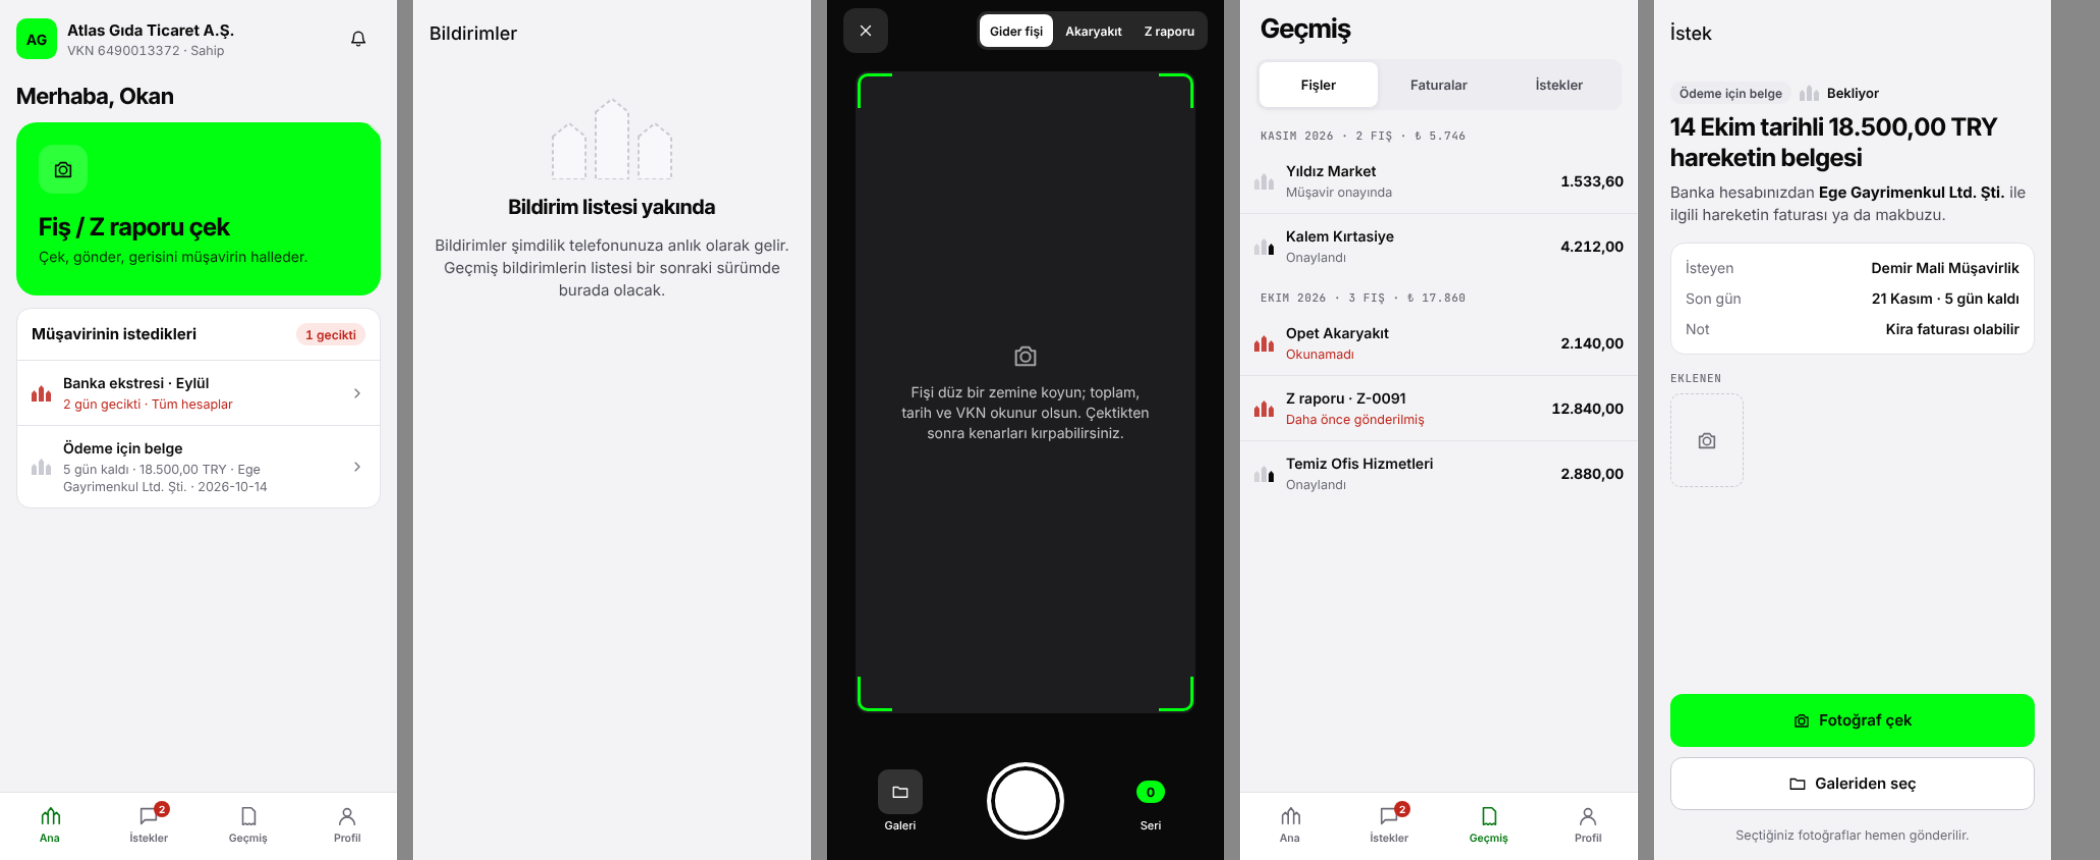 AG
Atlas Gıda Ticaret A.Ş.
VKN 6490013372 · Sahip
Merhaba, Okan
Fiş / Z raporu çek
Çek, gönder, gerisini müşavirin halleder.
Müşavirinin istedikleri
1 gecikti
Banka ekstresi · Eylül
2 gün gecikti · Tüm hesaplar
Ödeme için belge
5 gün kaldı · 18.500,00 TRY · Ege
Gayrimenkul Ltd. Şti. · 2026-10-14
Ana
2
İstekler
Geçmiş
Profil
Bildirimler
Bildirim listesi yakında
Bildirimler şimdilik telefonunuza anlık olarak gelir.
Geçmiş bildirimlerin listesi bir sonraki sürümde
burada olacak.
Gider fişi
Akaryakıt
Z raporu
Fişi düz bir zemine koyun; toplam,
tarih ve VKN okunur olsun. Çektikten
sonra kenarları kırpabilirsiniz.
Galeri
0
Seri
Geçmiş
Fişler
Faturalar
İstekler
KASIM 2026 · 2 FIŞ · ₺ 5.746
Yıldız Market
Müşavir onayında
1.533,60
Kalem Kırtasiye
Onaylandı
4.212,00
EKIM 2026 · 3 FIŞ · ₺ 17.860
Opet Akaryakıt
Okunamadı
2.140,00
Z raporu · Z-0091
Daha önce gönderilmiş
12.840,00
Temiz Ofis Hizmetleri
Onaylandı
2.880,00
Ana
2
İstekler
Geçmiş
Profil
İstek
Ödeme için belge
Bekliyor
14 Ekim tarihli 18.500,00 TRY
hareketin belgesi
Banka hesabınızdan Ege Gayrimenkul Ltd. Şti. ile
ilgili hareketin faturası ya da makbuzu.
İsteyen
Demir Mali Müşavirlik
Son gün
21 Kasım · 5 gün kaldı
Not
Kira faturası olabilir
EKLENEN
Fotoğraf çek
Galeriden seç
Seçtiğiniz fotoğraflar hemen gönderilir.